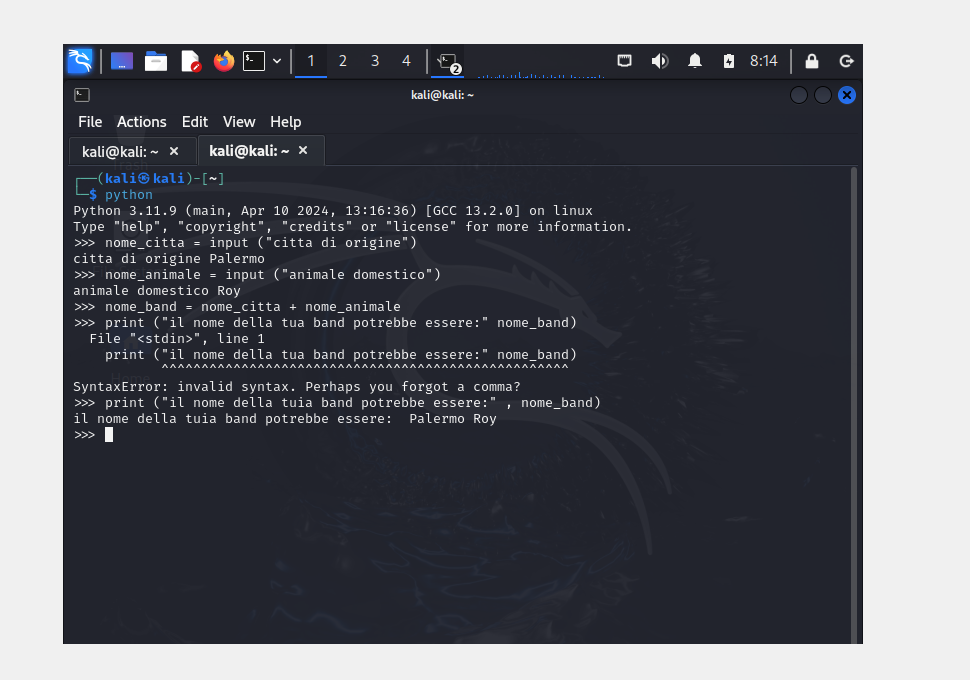 1 2 3 4 2 8:14
kali@kali: ~
File Actions Edit View Help
kali@kali: ~ × kali@kali: ~ ×
┌──(kali㉿kali)-[~]
└─$ python
Python 3.11.9 (main, Apr 10 2024, 13:16:36) [GCC 13.2.0] on linux
Type "help", "copyright", "credits" or "license" for more information.
>>> nome_citta = input ("citta di origine")
citta di origine Palermo
>>> nome_animale = input ("animale domestico")
animale domestico Roy
>>> nome_band = nome_citta + nome_animale
>>> print ("il nome della tua band potrebbe essere:" nome_band)
  File "<stdin>", line 1
    print ("il nome della tua band potrebbe essere:" nome_band)
           ^^^^^^^^^^^^^^^^^^^^^^^^^^^^^^^^^^^^^^^^^^^^^^^^^^^
SyntaxError: invalid syntax. Perhaps you forgot a comma?
>>> print ("il nome della tuia band potrebbe essere:" , nome_band)
il nome della tuia band potrebbe essere:  Palermo Roy
>>>